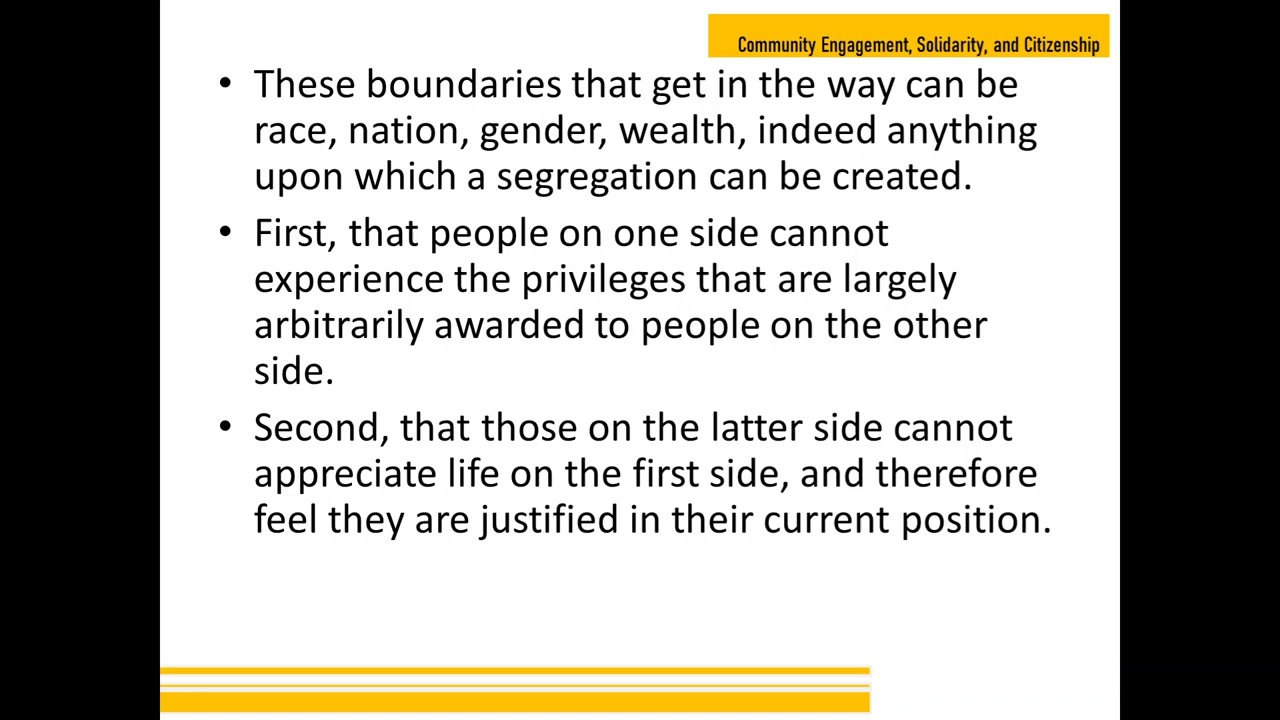 Community Engagement, Solidarity, and Citizenship
• These boundaries that get in the way can be
race, nation, gender, wealth, indeed anything
upon which a segregation can be created.
• First, that people on one side cannot
experience the privileges that are largely
arbitrarily awarded to people on the other
side.
• Second, that those on the latter side cannot
appreciate life on the first side, and therefore
feel they are justified in their current position.